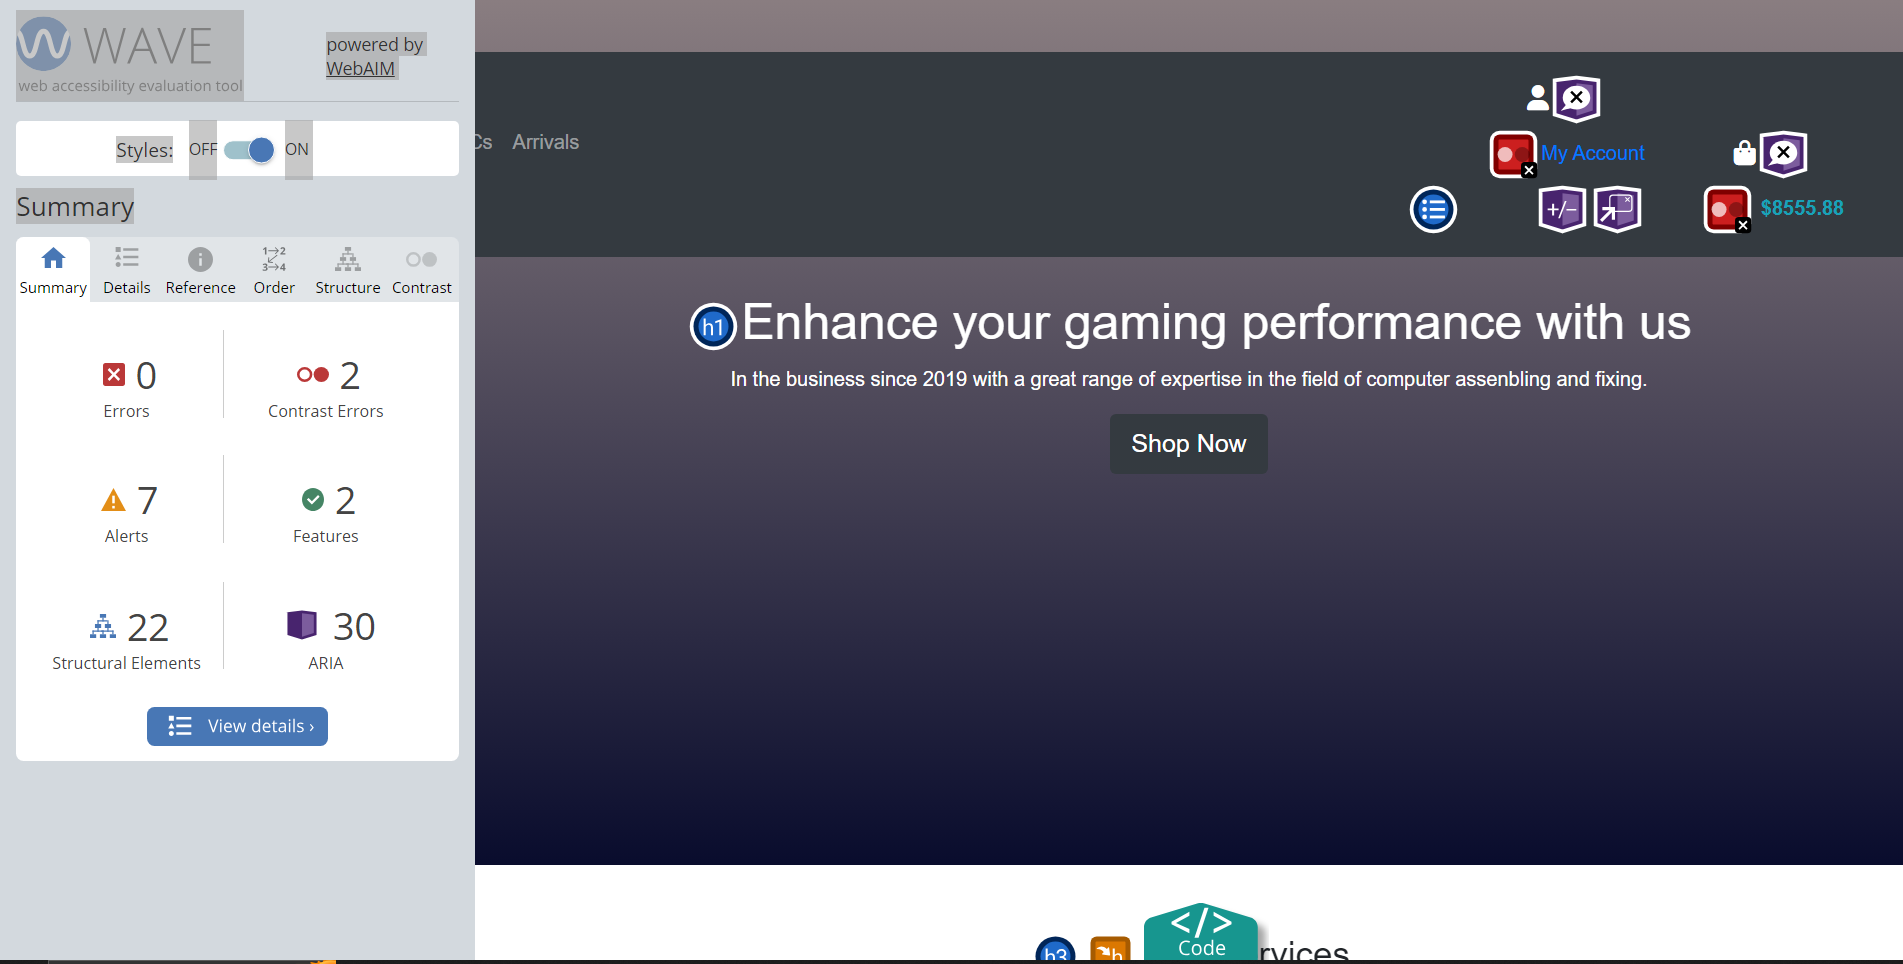 WAVE
web accessibility evaluation tool
powered by
WebAIM
Styles: OFF ON
Summary
Summary Details Reference Order Structure Contrast
0
Errors
2
Contrast Errors
7
Alerts
2
Features
22
Structural Elements
30
ARIA
View details ›
Cs Arrivals
My Account
+/−
$8555.88
h1 Enhance your gaming performance with us
In the business since 2019 with a great range of expertise in the field of computer assenbling and fixing.
Shop Now
h3 h </> rvices
Code